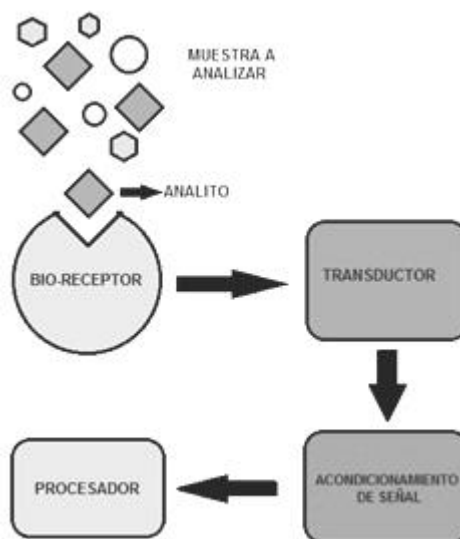 MUESTRA A
ANALIZAR
ANALITO
BIO-RECEPTOR
TRANSDUCTOR
ACONDICIONAMIENTO
DE SEÑAL
PROCESADOR